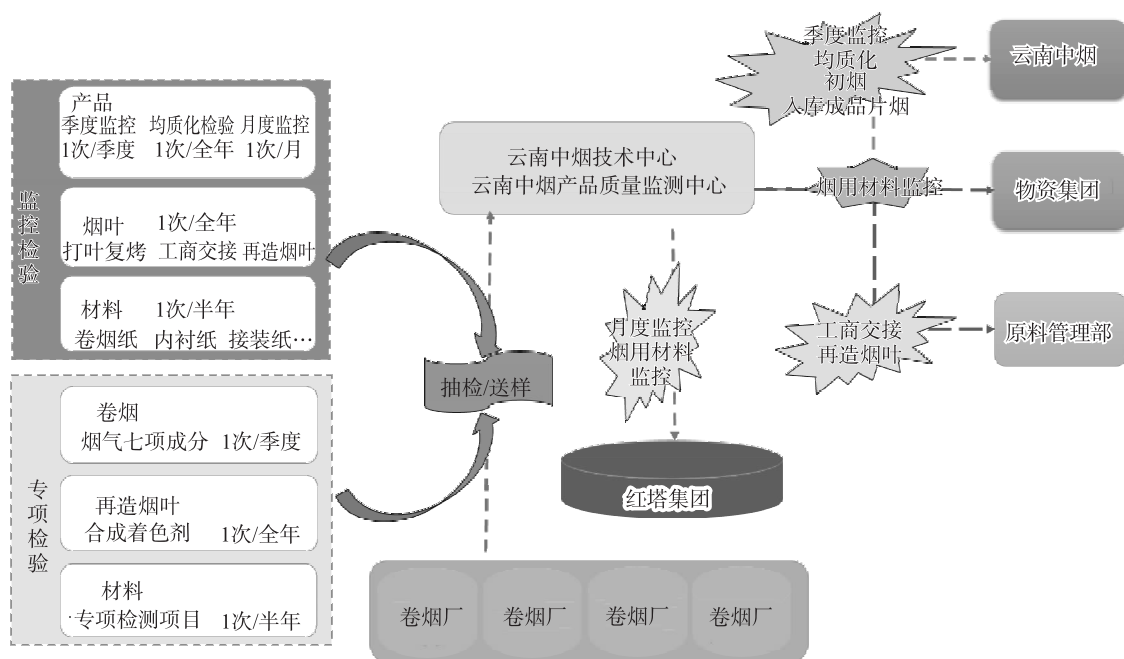 监控检验
产品
季度监控 均质化检验 月度监控
1次/季度 1次/全年 1次/月
烟叶 1次/全年
打叶复烤 工商交接 再造烟叶
材料 1次/半年
卷烟纸 内衬纸 接装纸…
专项检验
卷烟
烟气七项成分 1次/季度
再造烟叶
合成着色剂 1次/全年
材料
·专项检测项目 1次/半年
抽检/送样
云南中烟技术中心
云南中烟产品质量监测中心
季度监控
均质化
初烟
入库成品片烟
云南中烟
烟用材料监控
物资集团
工商交接
再造烟叶
原料管理部
月度监控
烟用材料
监控
红塔集团
卷烟厂 卷烟厂 卷烟厂 卷烟厂